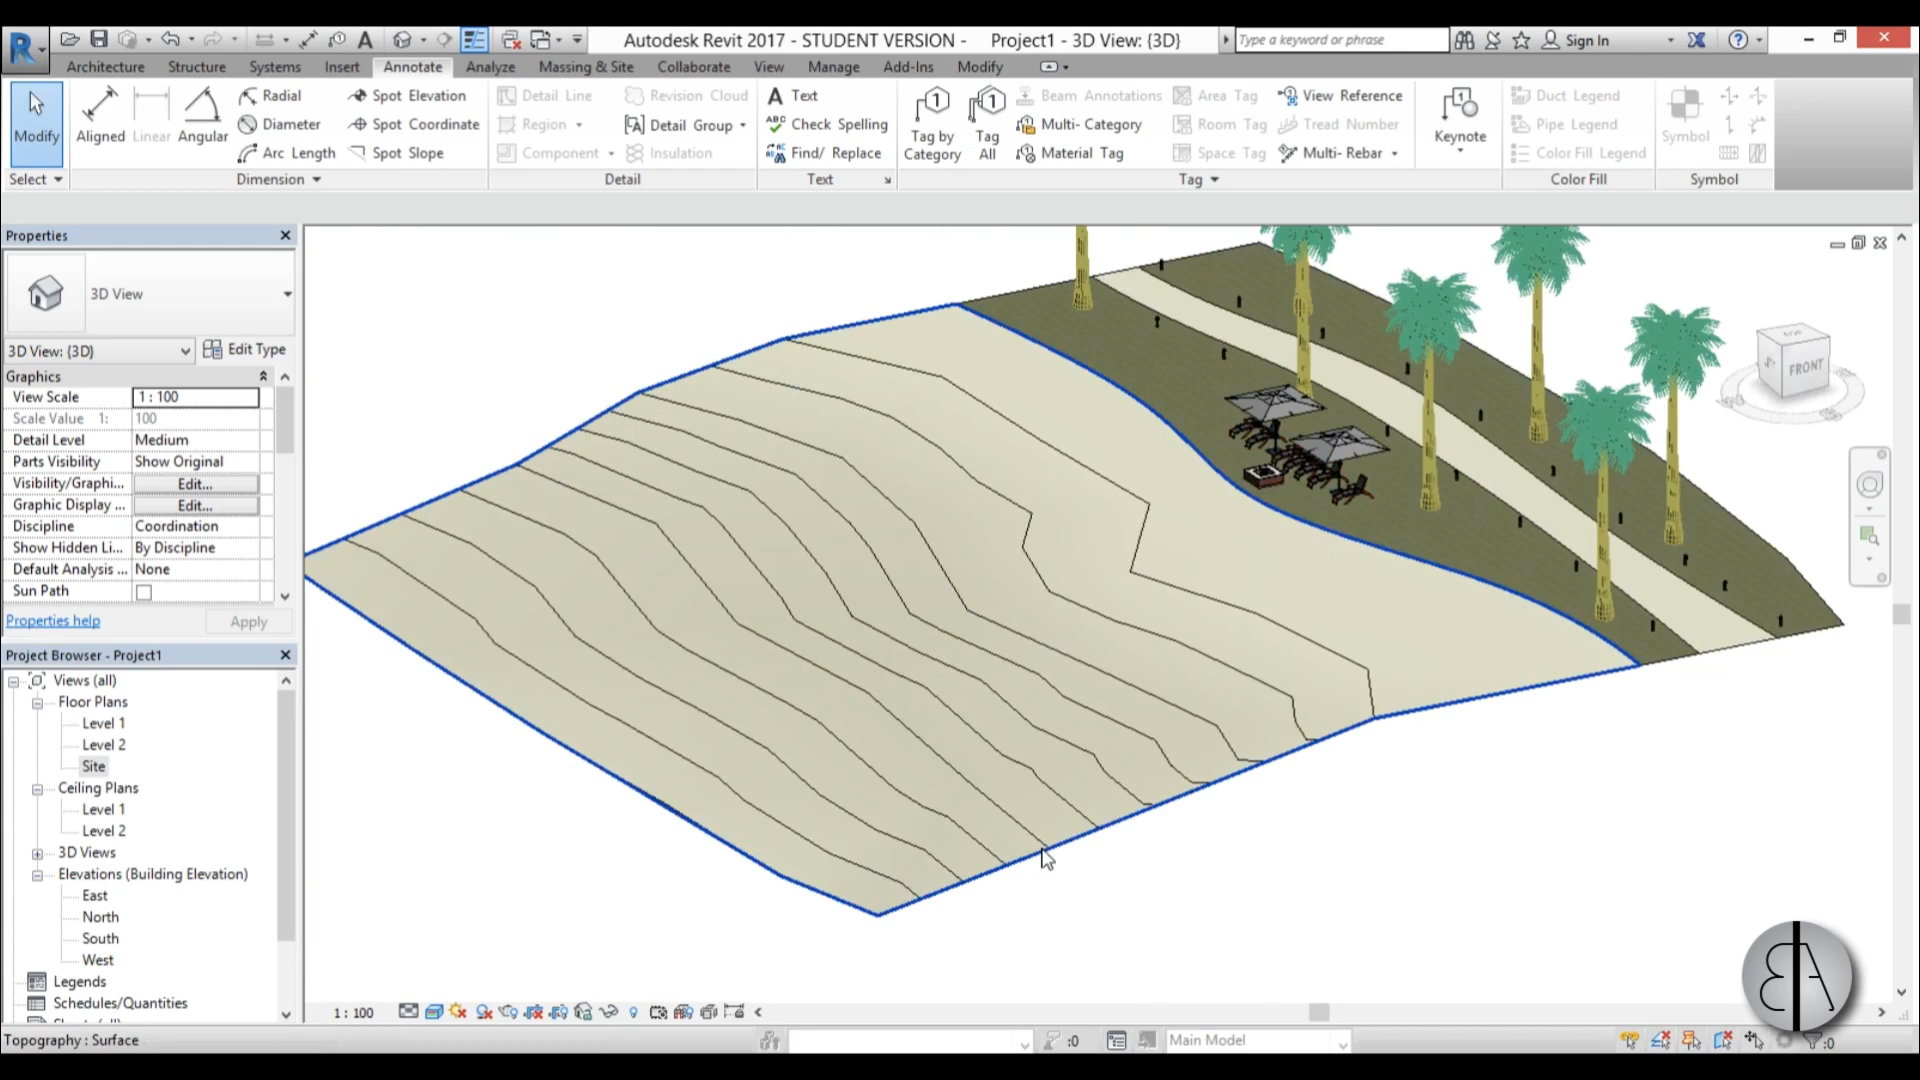 Autodesk Revit 2017 - STUDENT VERSION - Project1 - 3D View: {3D}
Type a keyword or phrase
Sign In
Architecture Structure Systems Insert Annotate Analyze Massing & Site Collaborate View Manage Add-Ins Modify
Modify
Select
Aligned Linear Angular
Radial
Diameter
Arc Length
Spot Elevation
Spot Coordinate
Spot Slope
Dimension
Detail Line
Region
Component
Revision Cloud
Detail Group
Insulation
Detail
Text
Check Spelling
Find/ Replace
Text
Tag by
Category
Tag
All
Beam Annotations
Multi- Category
Material Tag
Area Tag
Room Tag
Space Tag
View Reference
Tread Number
Multi- Rebar
Tag
Keynote
Duct Legend
Pipe Legend
Color Fill Legend
Color Fill
Symbol
Symbol
Properties
3D View
3D View: {3D}
Edit Type
Graphics
View Scale 1 : 100
Scale Value 1: 100
Detail Level Medium
Parts Visibility Show Original
Visibility/Graphi... Edit...
Graphic Display ... Edit...
Discipline Coordination
Show Hidden Li... By Discipline
Default Analysis ... None
Sun Path
Properties help
Apply
Project Browser - Project1
Views (all)
Floor Plans
Level 1
Level 2
Site
Ceiling Plans
Level 1
Level 2
3D Views
Elevations (Building Elevation)
East
North
South
West
Legends
Schedules/Quantities
FRONT
1 : 100
Topography : Surface
:0
Main Model
:0